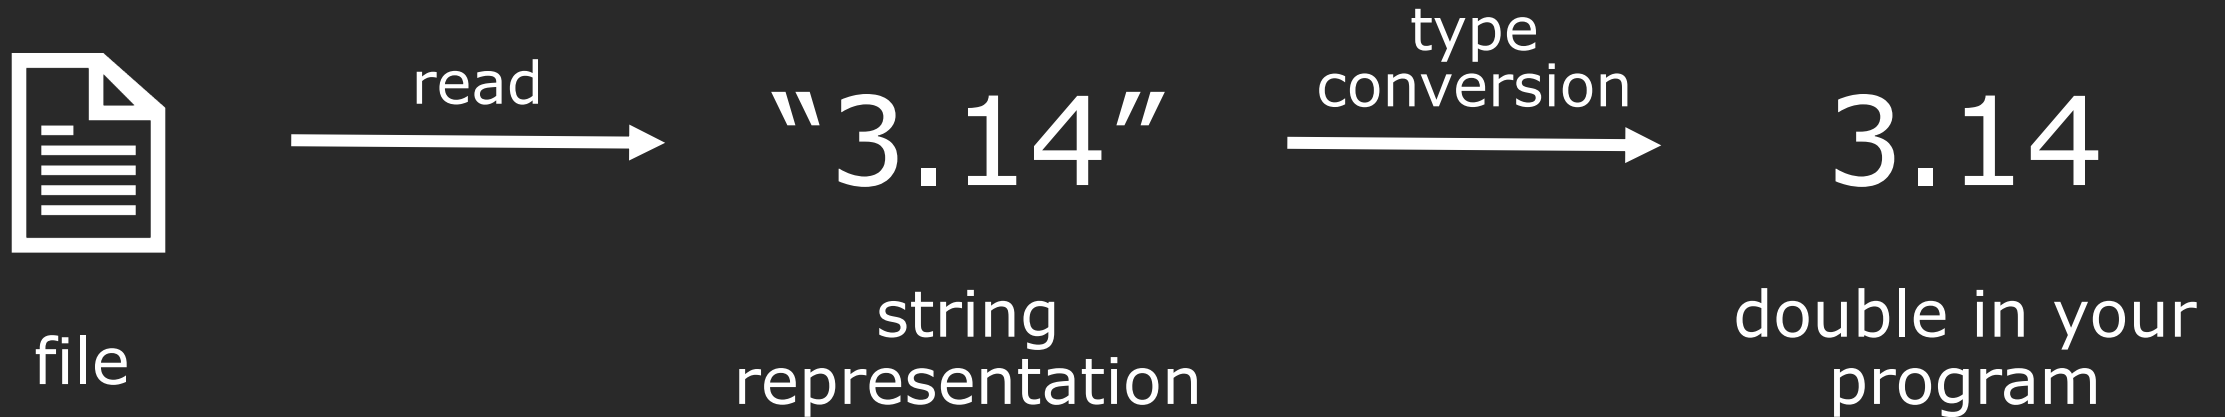 file
read
“3.14”
string
representation
type
conversion
3.14
double in your
program